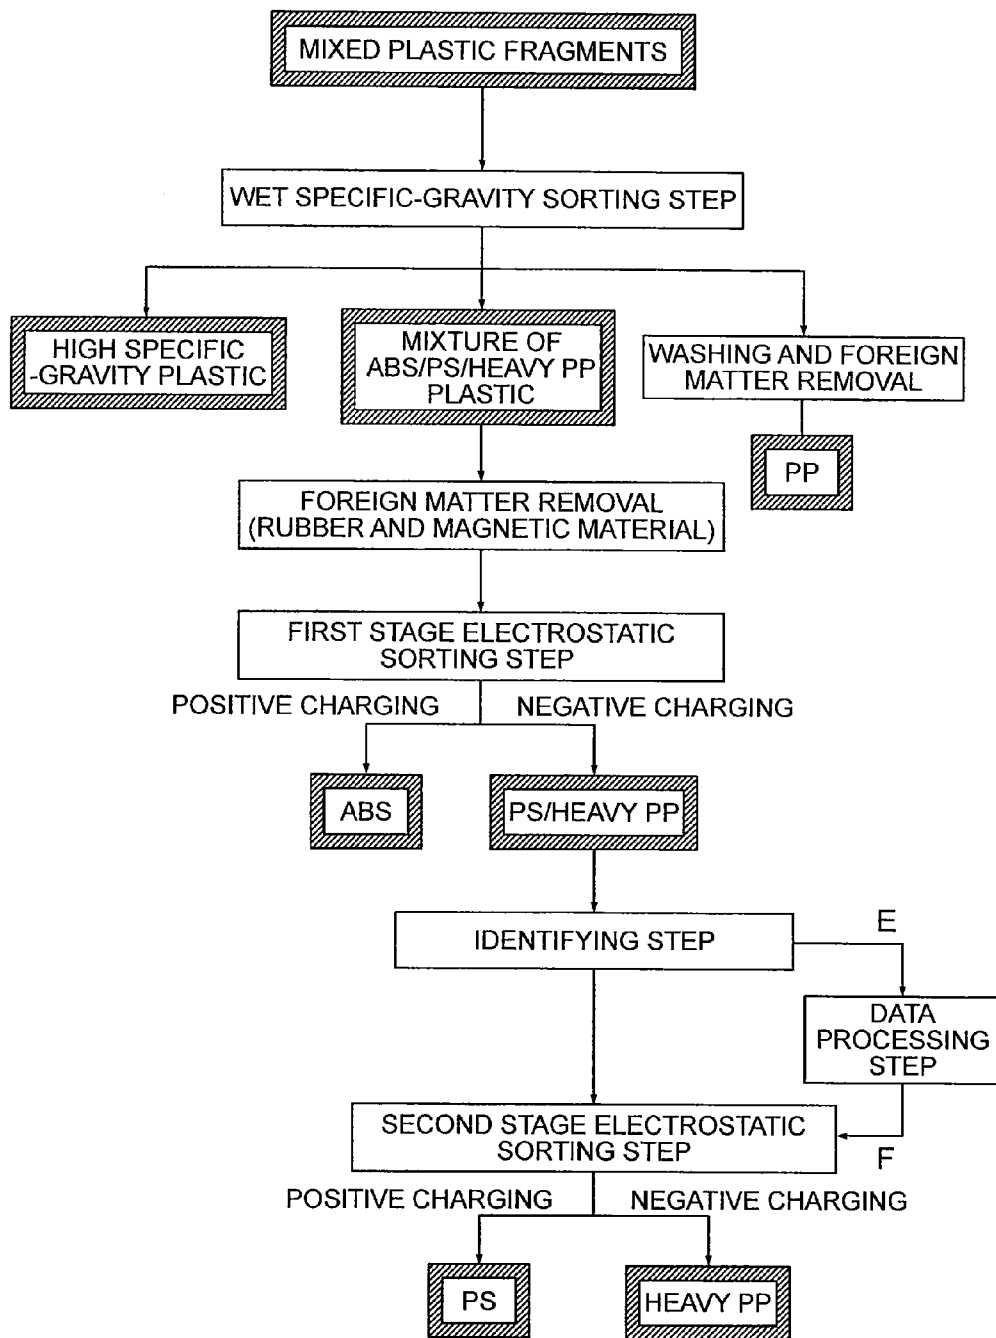 MIXED PLASTIC FRAGMENTS
WET SPECIFIC-GRAVITY SORTING STEP
HIGH SPECIFIC
-GRAVITY PLASTIC
MIXTURE OF
ABS/PS/HEAVY PP
PLASTIC
WASHING AND FOREIGN
MATTER REMOVAL
PP
FOREIGN MATTER REMOVAL
(RUBBER AND MAGNETIC MATERIAL)
FIRST STAGE ELECTROSTATIC
SORTING STEP
POSITIVE CHARGING
NEGATIVE CHARGING
ABS
PS/HEAVY PP
IDENTIFYING STEP
E
DATA
PROCESSING
STEP
SECOND STAGE ELECTROSTATIC
SORTING STEP
F
POSITIVE CHARGING
NEGATIVE CHARGING
PS
HEAVY PP